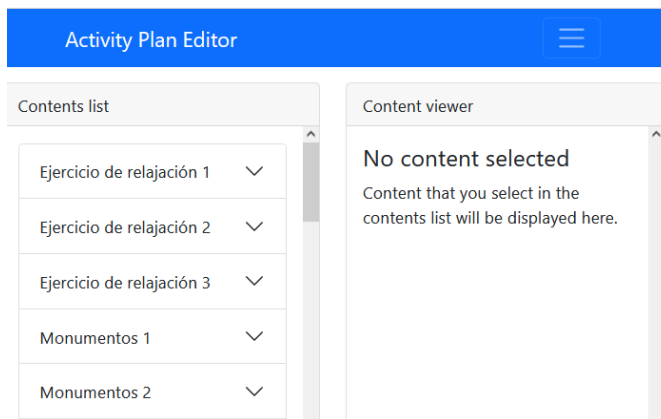 Activity Plan Editor
Contents list
Ejercicio de relajación 1
Ejercicio de relajación 2
Ejercicio de relajación 3
Monumentos 1
Monumentos 2
Content viewer
No content selected
Content that you select in the
contents list will be displayed here.